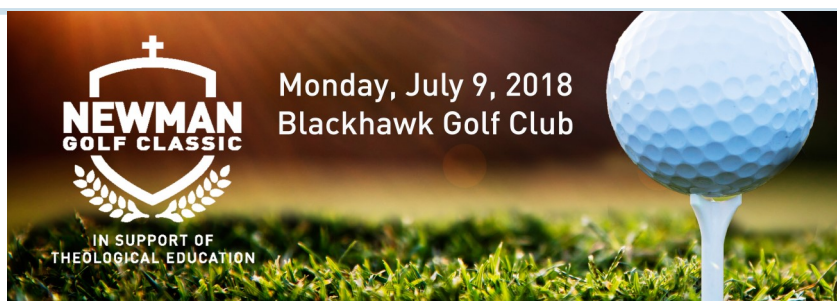 NEWMAN
GOLF CLASSIC
IN SUPPORT OF
THEOLOGICAL EDUCATION
Monday, July 9, 2018
Blackhawk Golf Club